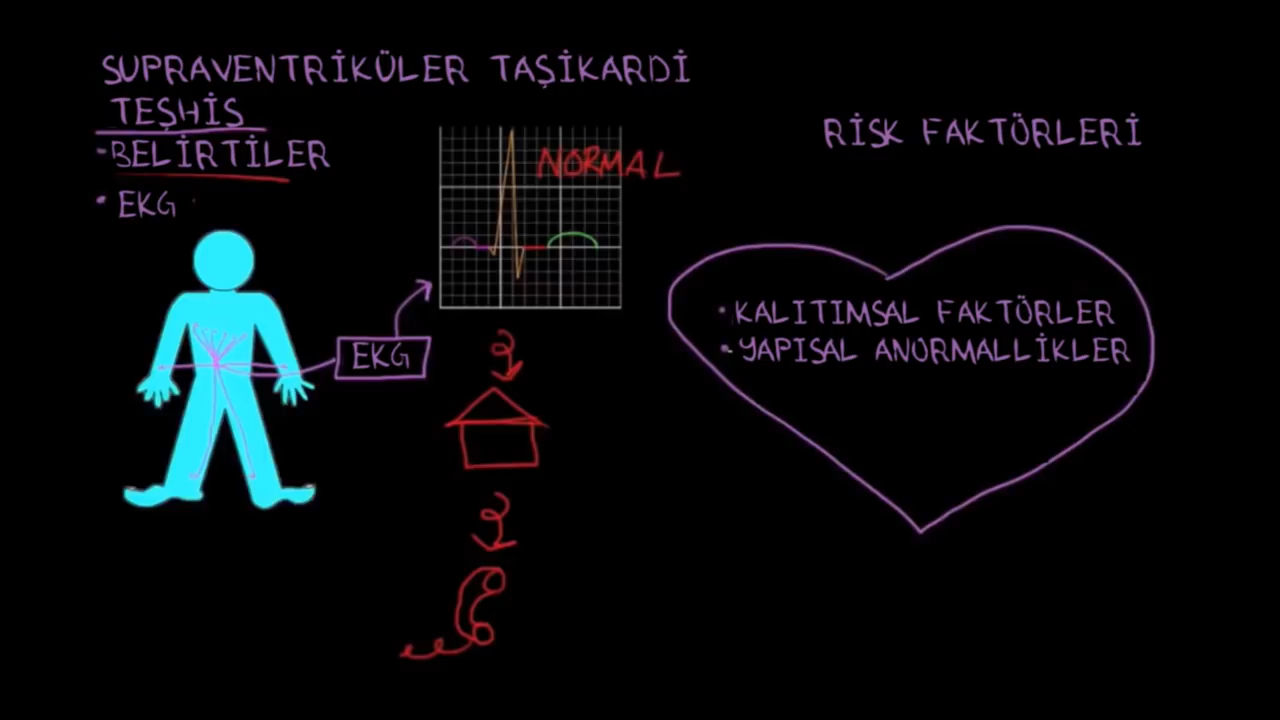 SUPRAVENTRİKÜLER TAŞİKARDİ
TEŞHİS
• BELİRTİLER
• EKG
EKG
NORMAL
RİSK FAKTÖRLERİ
• KALITIMSAL FAKTÖRLER
• YAPISAL ANORMALLİKLER